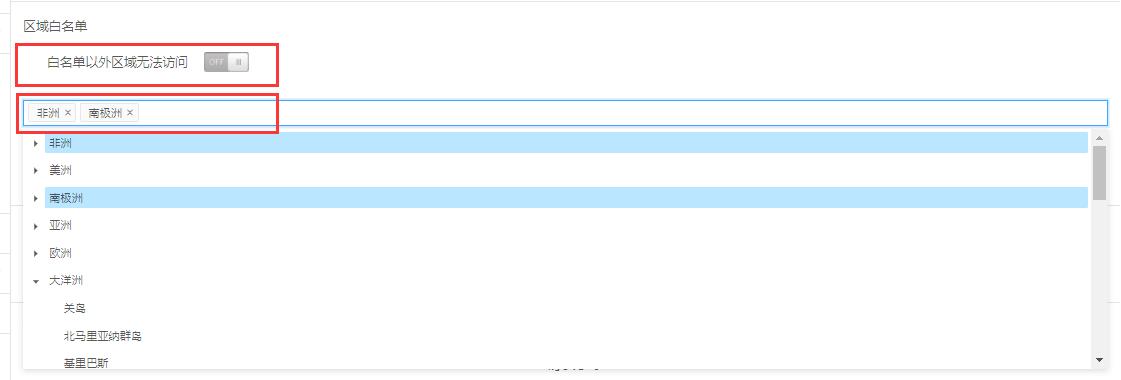 区域白名单
白名单以外区域无法访问 OFF
非洲 × 南极洲 ×
非洲
美洲
南极洲
亚洲
欧洲
大洋洲
关岛
北马里亚纳群岛
基里巴斯